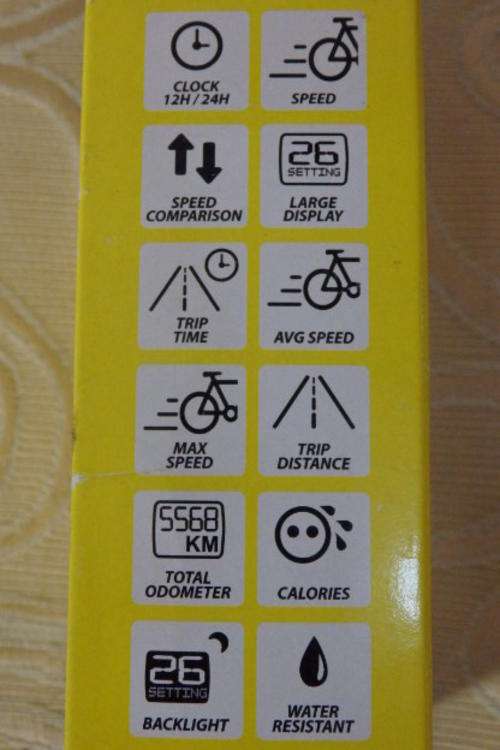 CLOCK
12H / 24H
SPEED
SPEED
COMPARISON
26
SETTING
LARGE
DISPLAY
TRIP
TIME
AVG SPEED
MAX
SPEED
TRIP
DISTANCE
5568
KM
TOTAL
ODOMETER
CALORIES
26
SETTING
BACKLIGHT
WATER
RESISTANT